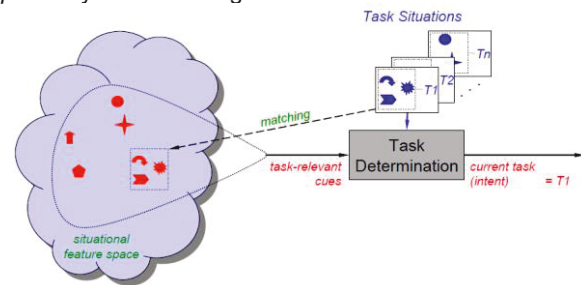 Task Situations
Tn
T2
T1
matching
Task
Determination
task-relevant
cues
current task
(intent)
= T1
situational
feature space